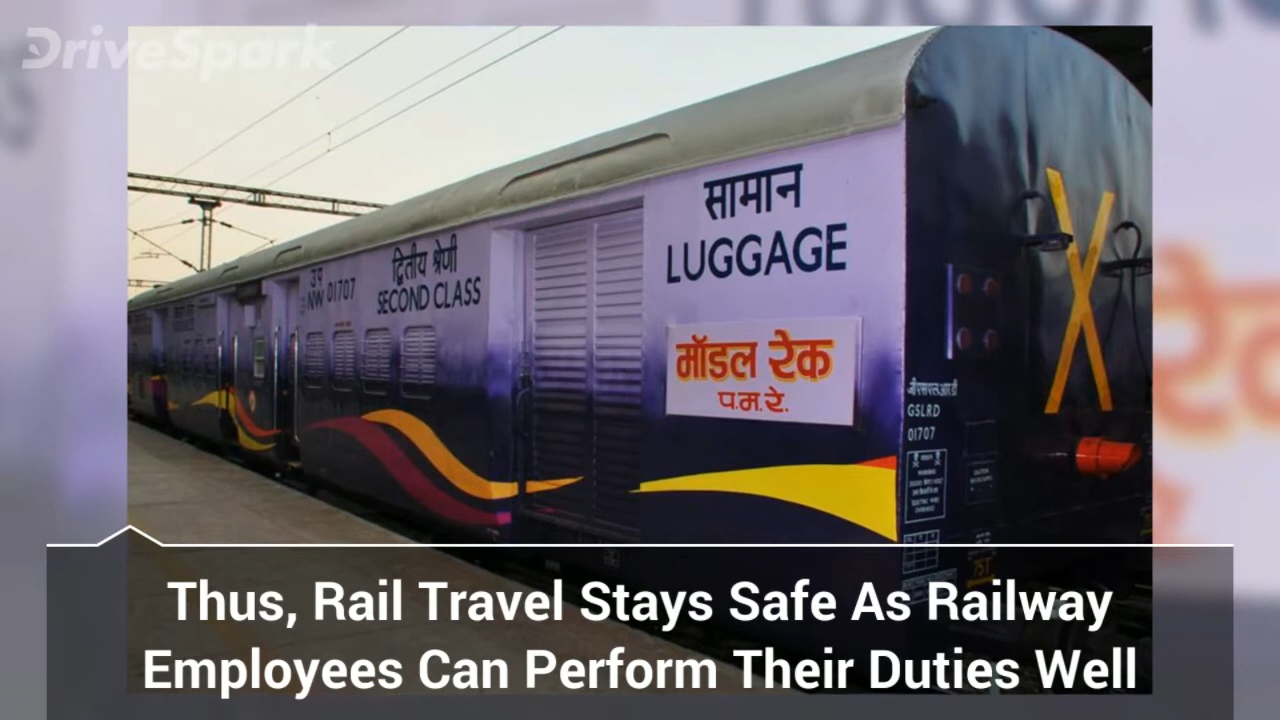 DriveSpark
सामान
LUGGAGE
द्वितीय श्रेणी
SECOND CLASS
NW 01707
मॉडल रेक
प.म.रे.
जीएसएलआरडी
GSLRD
01707
Thus, Rail Travel Stays Safe As Railway
Employees Can Perform Their Duties Well